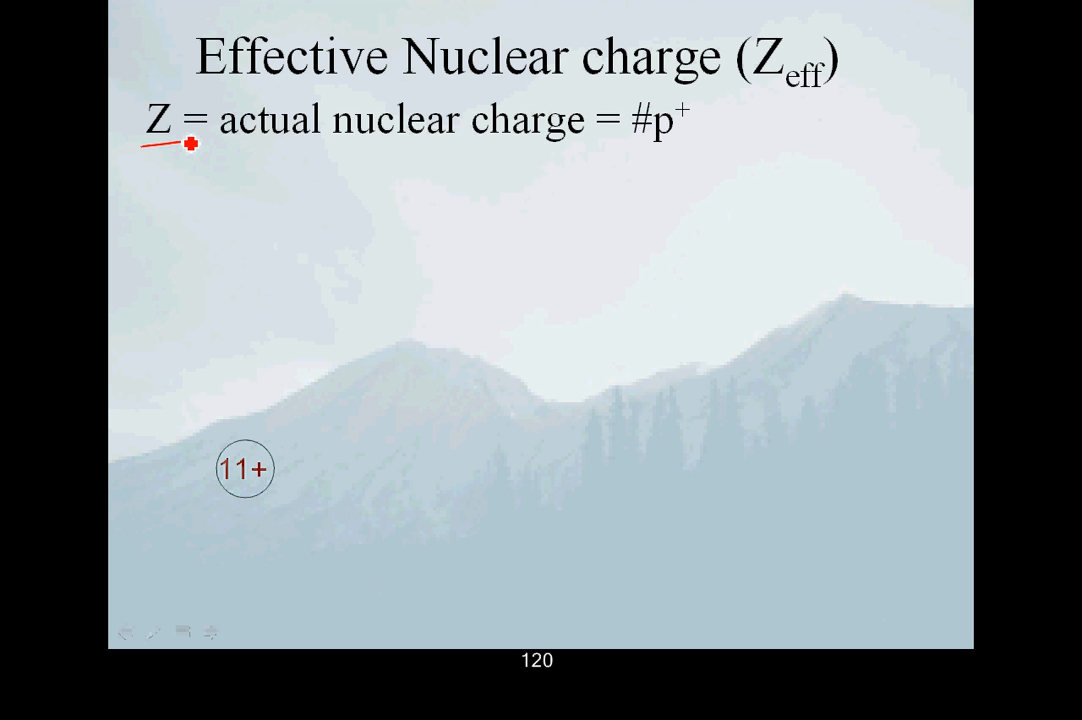 Effective Nuclear charge (Zeff)
Z = actual nuclear charge = #p⁺
11+
120